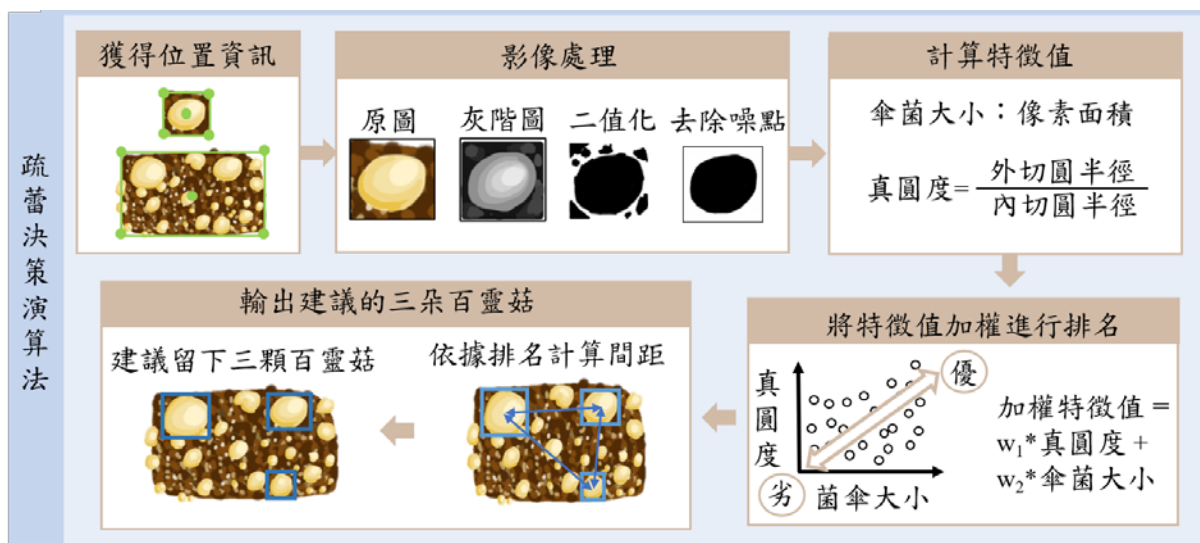 疏蕾決策演算法
獲得位置資訊
影像處理
原圖
灰階圖
二值化
去除噪點
計算特徵值
傘菌大小：像素面積
真圓度=外切圓半徑
內切圓半徑
將特徵值加權進行排名
真圓度
優
劣
菌傘大小
加權特徵值 =
w₁*真圓度 +
w₂*傘菌大小
輸出建議的三朵百靈菇
依據排名計算間距
建議留下三顆百靈菇